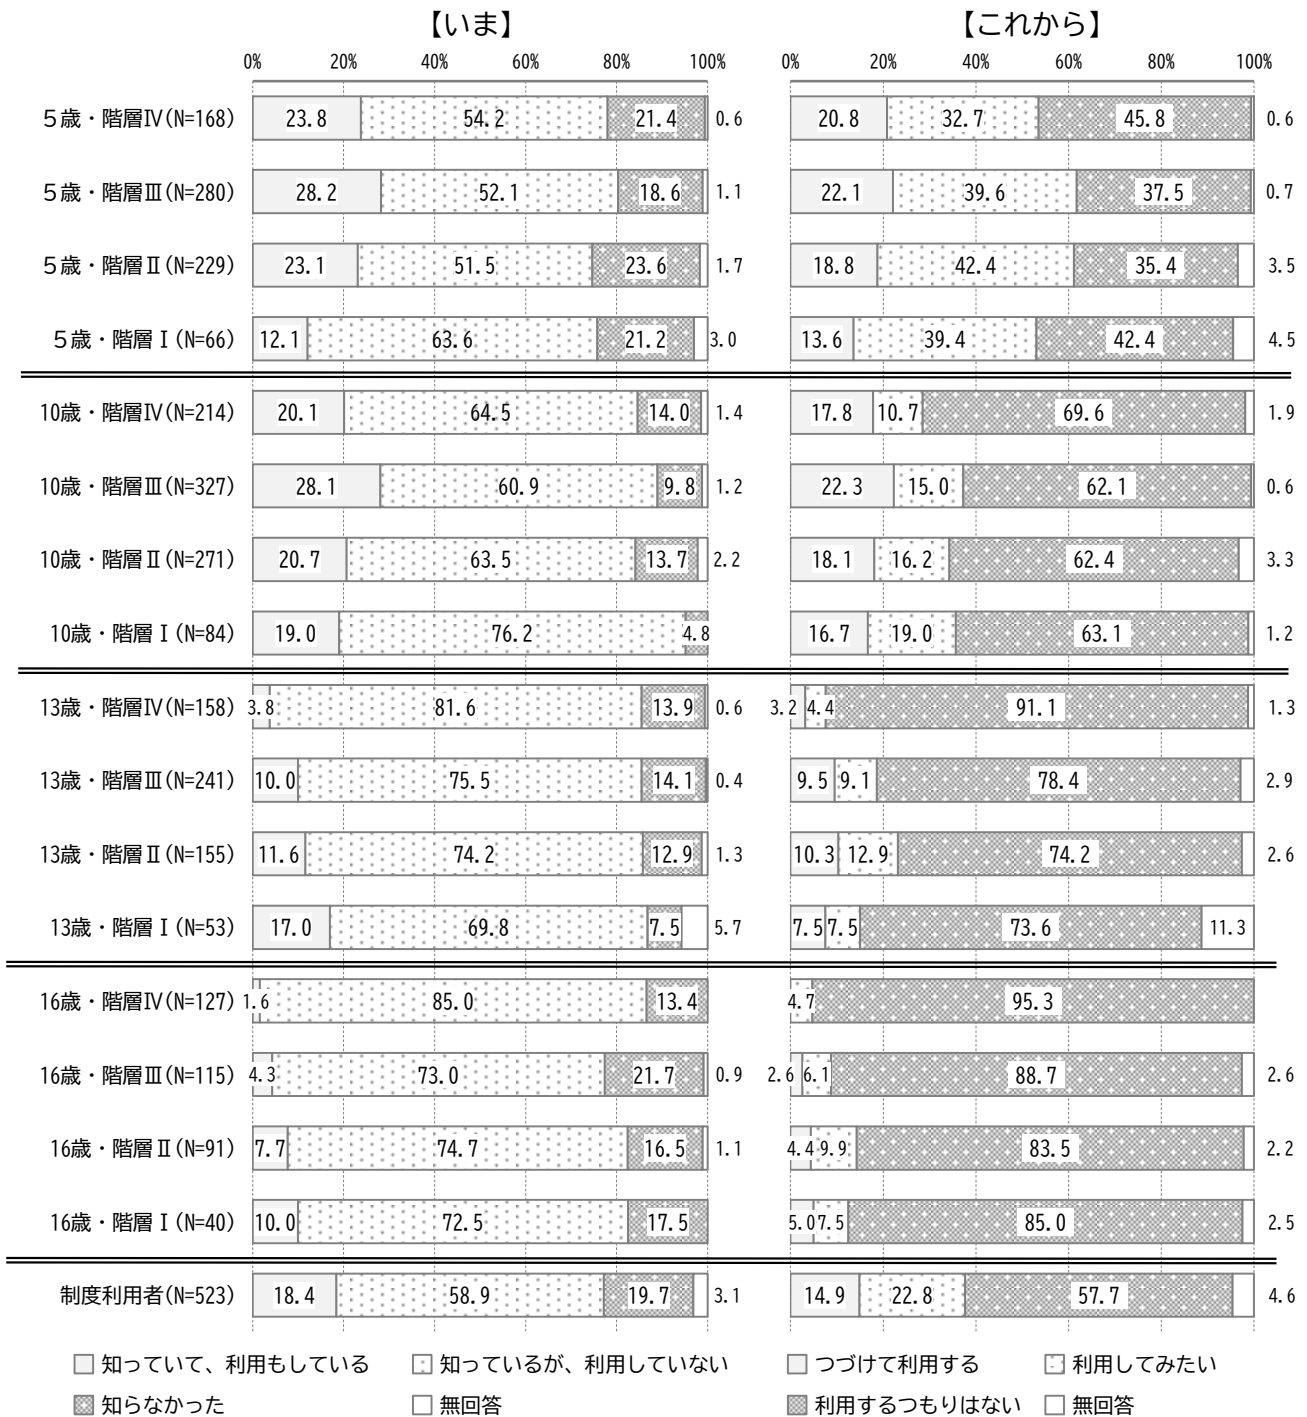 【いま】 【これから】
0% 20% 40% 60% 80% 100% 0% 20% 40% 60% 80% 100%
５歳・階層Ⅳ(N=168) 23.8 54.2 21.4 0.6 20.8 32.7 45.8 0.6
５歳・階層Ⅲ(N=280) 28.2 52.1 18.6 1.1 22.1 39.6 37.5 0.7
５歳・階層Ⅱ(N=229) 23.1 51.5 23.6 1.7 18.8 42.4 35.4 3.5
５歳・階層Ⅰ(N=66) 12.1 63.6 21.2 3.0 13.6 39.4 42.4 4.5
10歳・階層Ⅳ(N=214) 20.1 64.5 14.0 1.4 17.8 10.7 69.6 1.9
10歳・階層Ⅲ(N=327) 28.1 60.9 9.8 1.2 22.3 15.0 62.1 0.6
10歳・階層Ⅱ(N=271) 20.7 63.5 13.7 2.2 18.1 16.2 62.4 3.3
10歳・階層Ⅰ(N=84) 19.0 76.2 4.8 16.7 19.0 63.1 1.2
13歳・階層Ⅳ(N=158) 3.8 81.6 13.9 0.6 3.2 4.4 91.1 1.3
13歳・階層Ⅲ(N=241) 10.0 75.5 14.1 0.4 9.5 9.1 78.4 2.9
13歳・階層Ⅱ(N=155) 11.6 74.2 12.9 1.3 10.3 12.9 74.2 2.6
13歳・階層Ⅰ(N=53) 17.0 69.8 7.5 5.7 7.5 7.5 73.6 11.3
16歳・階層Ⅳ(N=127) 1.6 85.0 13.4 4.7 95.3
16歳・階層Ⅲ(N=115) 4.3 73.0 21.7 0.9 2.6 6.1 88.7 2.6
16歳・階層Ⅱ(N=91) 7.7 74.7 16.5 1.1 4.4 9.9 83.5 2.2
16歳・階層Ⅰ(N=40) 10.0 72.5 17.5 5.0 7.5 85.0 2.5
制度利用者(N=523) 18.4 58.9 19.7 3.1 14.9 22.8 57.7 4.6
知っていて、利用もしている 知っているが、利用していない つづけて利用する 利用してみたい
知らなかった 無回答 利用するつもりはない 無回答